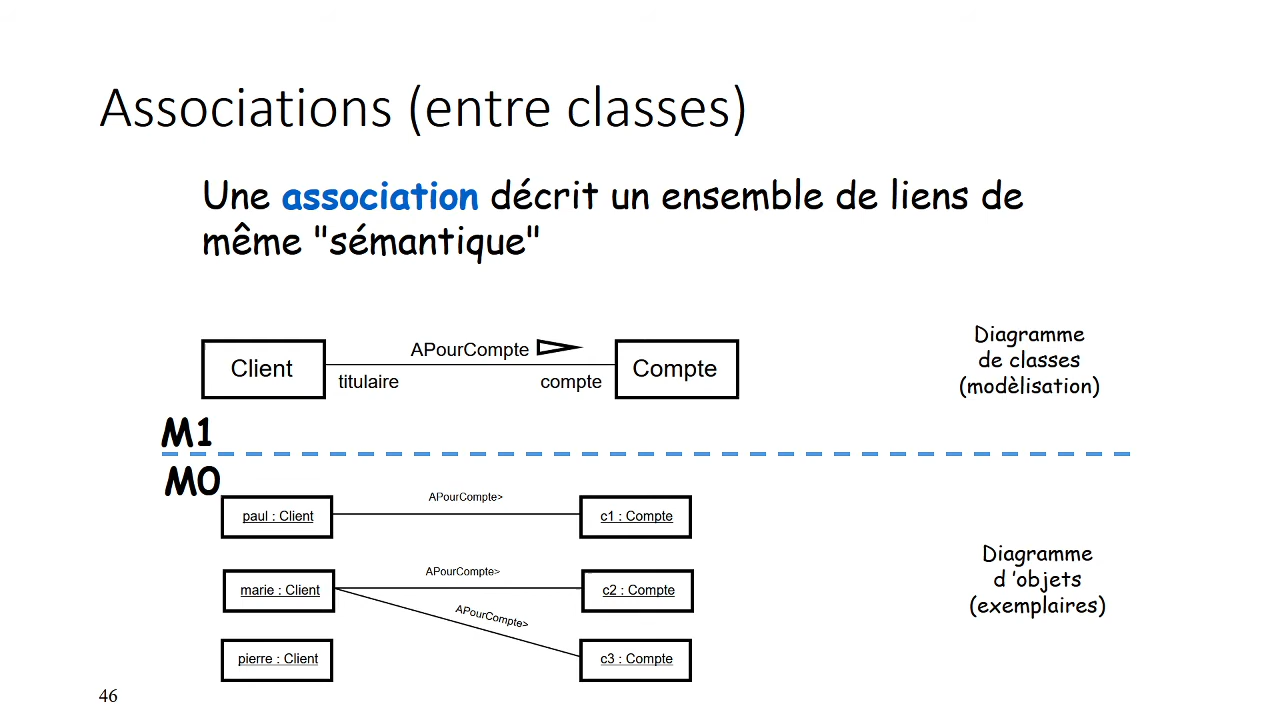 Associations (entre classes)
Une association décrit un ensemble de liens de
même "sémantique"
Client
APourCompte
titulaire
compte
Compte
Diagramme
de classes
(modèlisation)
M1
M0
paul : Client
APourCompte>
c1 : Compte
marie : Client
APourCompte>
c2 : Compte
APourCompte>
pierre : Client
c3 : Compte
Diagramme
d ’objets
(exemplaires)
46